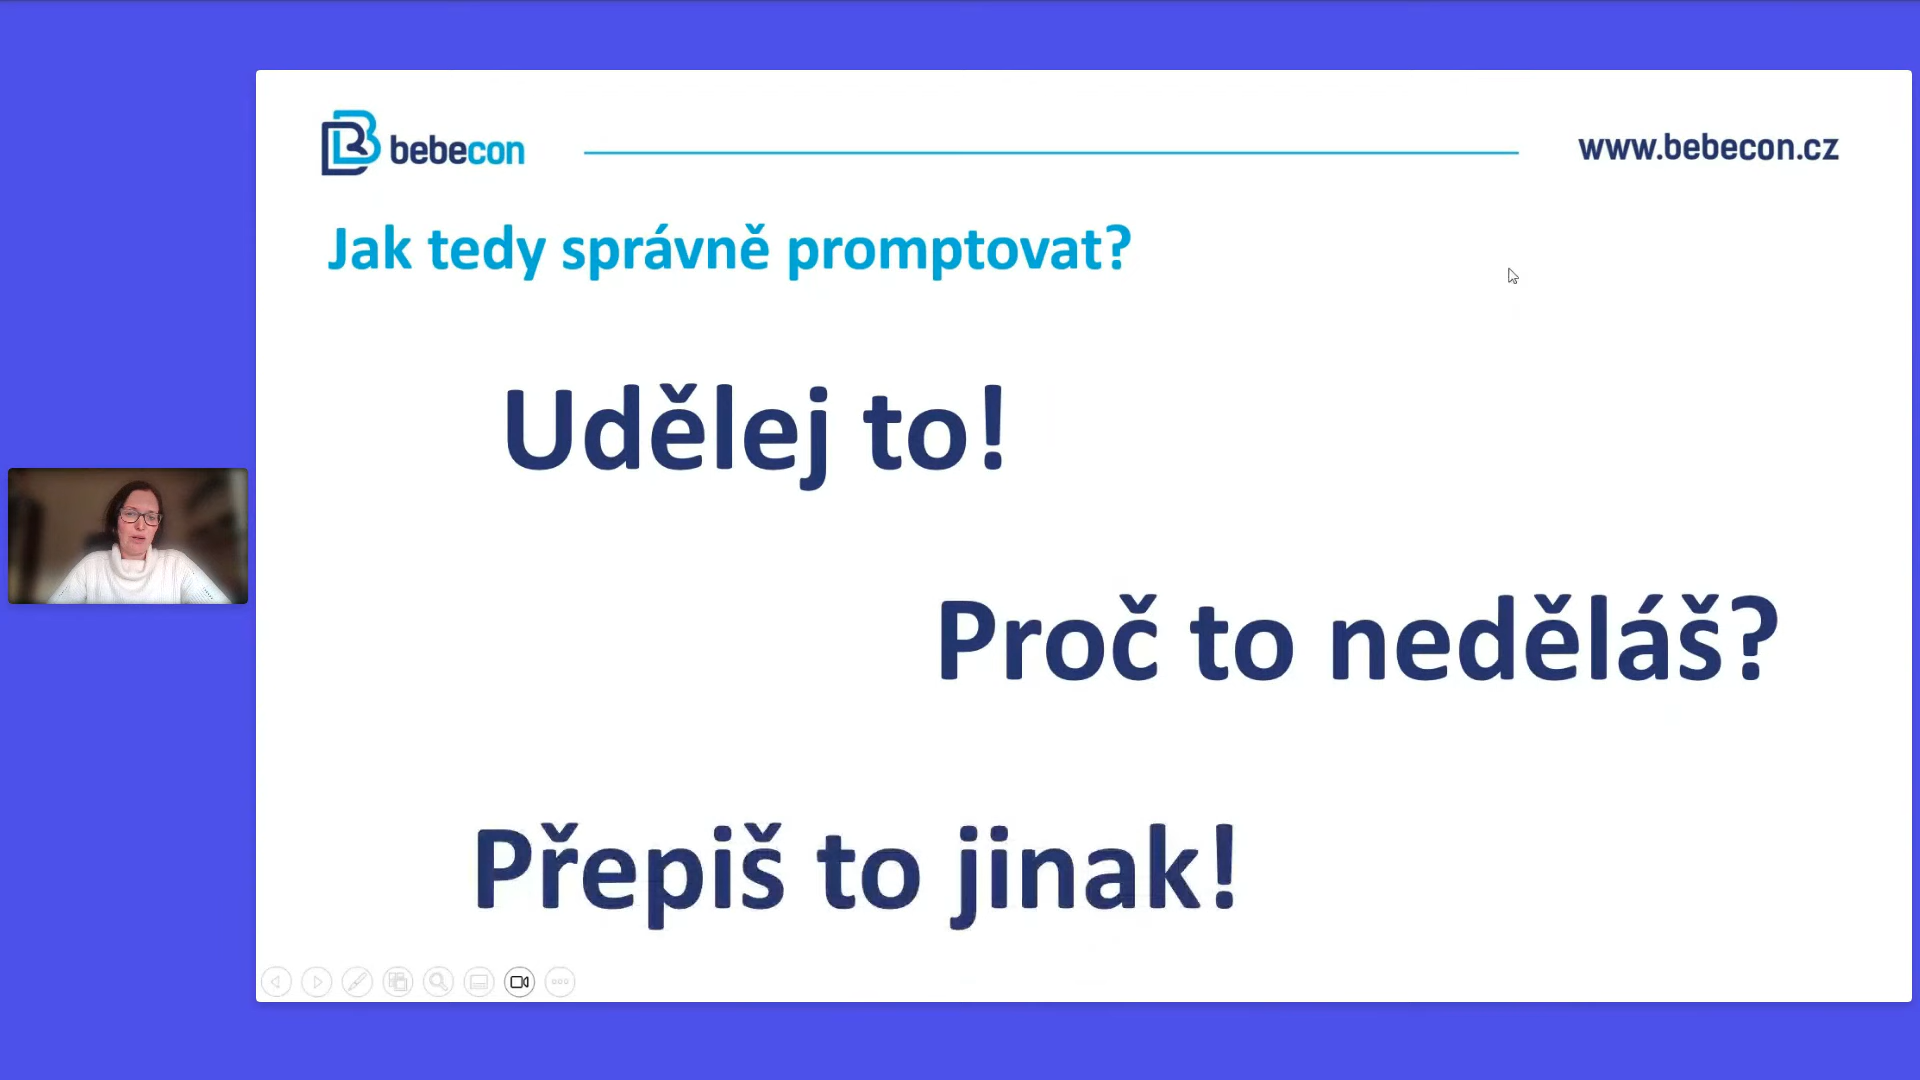 bebecon
www.bebecon.cz
Jak tedy správně promptovat?
Udělej to!
Proč to neděláš?
Přepiš to jinak!